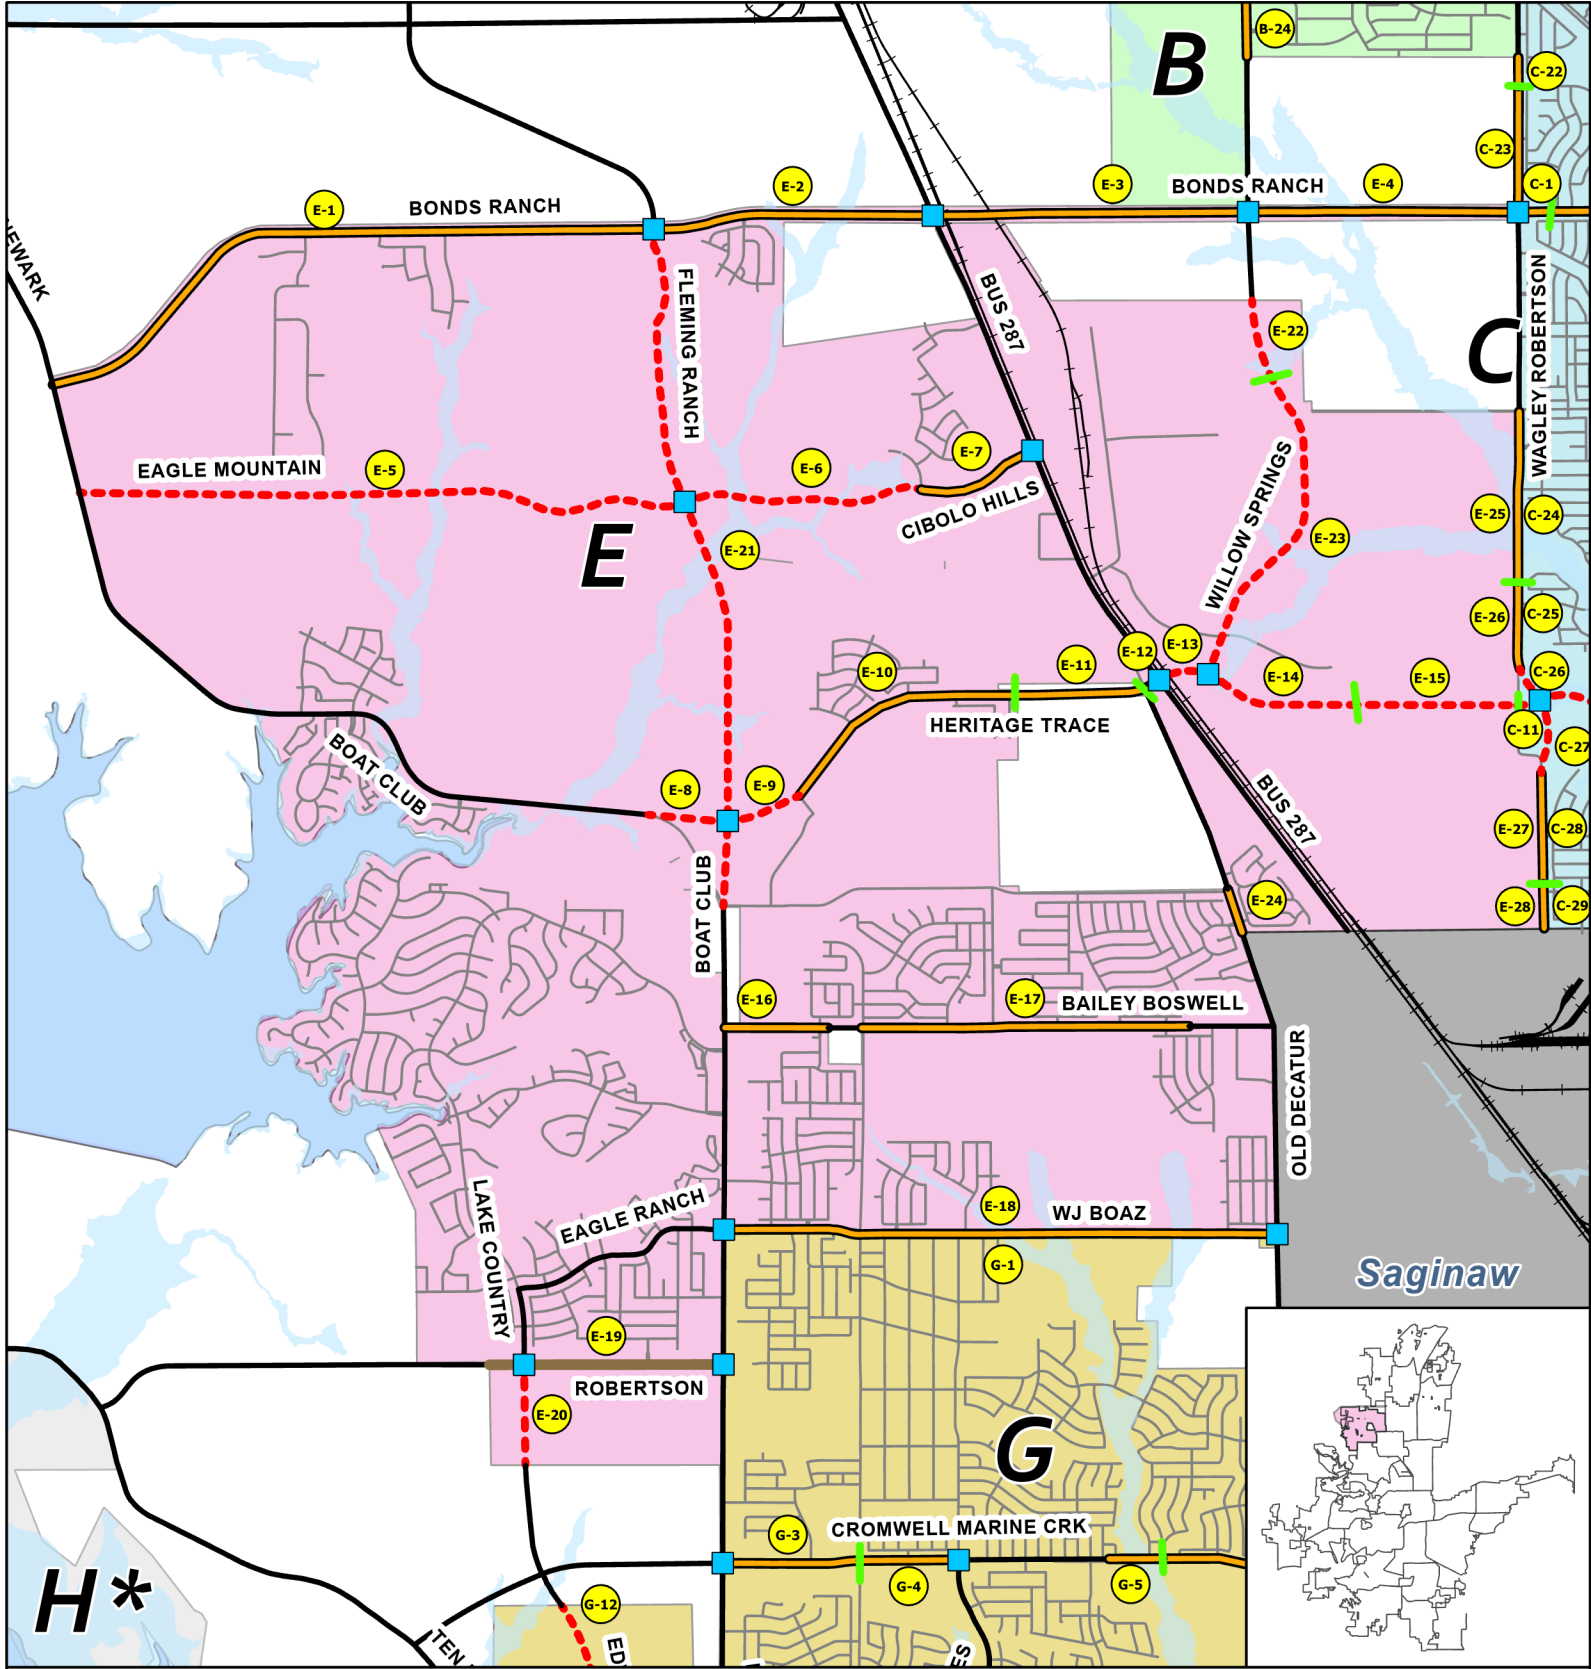 B-24
B
C-22
C-23
E-2
E-3
BONDS RANCH
E-4
C-1
E-1
BONDS RANCH
FLEMING RANCH
BUS 287
WAGLEY ROBERTSON
E-22
C
EAGLE MOUNTAIN
E-5
E-6
E-7
CIBOLO HILLS
WILLOW SPRINGS
E-25
C-24
E
E-21
E-23
E-26
C-25
E-10
E-11
E-12
E-13
E-14
E-15
C-26
HERITAGE TRACE
C-11
C-27
BOAT CLUB
E-8
E-9
BUS 287
E-27
C-28
BOAT CLUB
E-24
E-28
C-29
E-16
E-17
BAILEY BOSWELL
OLD DECATUR
LAKE COUNTRY
EAGLE RANCH
E-18
WJ BOAZ
G-1
Saginaw
E-19
ROBERTSON
E-20
G
G-3
CROMWELL MARINE CRK
G-4
G-5
H*
G-12